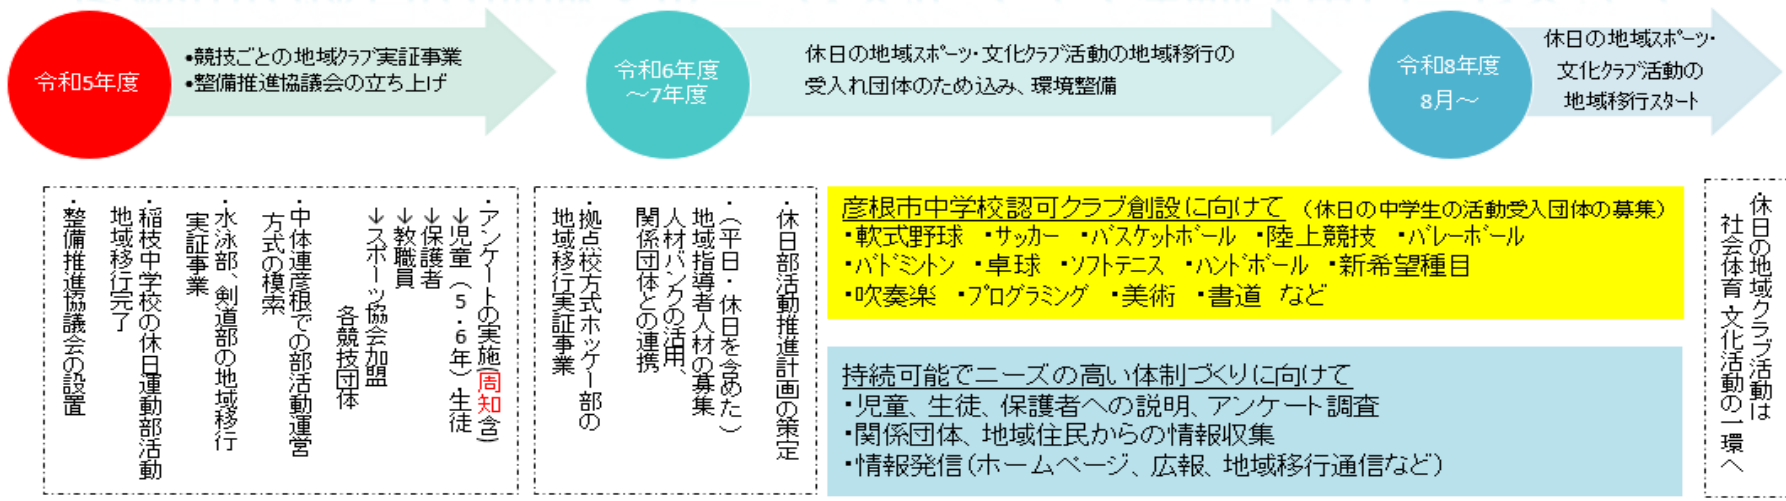 令和5年度
•競技ごとの地域クラブ実証事業
•整備推進協議会の立ち上げ
令和6年度
～7年度
休日の地域スポーツ・文化クラブ活動の地域移行の
受入れ団体のため込み、環境整備
令和8年度
8月～
休日の地域スポーツ・
文化クラブ活動の
地域移行スタート
・アンケートの実施(周知含)
→児童（5・6年）、生徒
→保護者
→教職員
→スポーツ協会加盟
各競技団体
・中体連彦根での部活動運営
方式の模索
・水泳部、剣道部の地域移行
実証事業
・稲枝中学校の休日運動部活動
地域移行完了
・整備推進協議会の設置
・休日部活動推進計画の策定
・（平日・休日を含めた）
地域指導者人材の募集
人材バンクの活用、
関係団体との連携
・拠点校方式ホッケー部の
地域移行実証事業
彦根市中学校認可クラブ創設に向けて （休日の中学生の活動受入団体の募集）
・軟式野球 ・サッカー ・バスケットボール ・陸上競技 ・バレーボール
・バドミントン ・卓球 ・ソフトテニス ・ハンドボール ・新希望種目
・吹奏楽 ・プログラミング ・美術 ・書道 など
持続可能でニーズの高い体制づくりに向けて
・児童、生徒、保護者への説明、アンケート調査
・関係団体、地域住民からの情報収集
・情報発信(ホームページ、広報、地域移行通信など)
・休日の地域クラブ活動は
社会体育・文化活動の一環へ